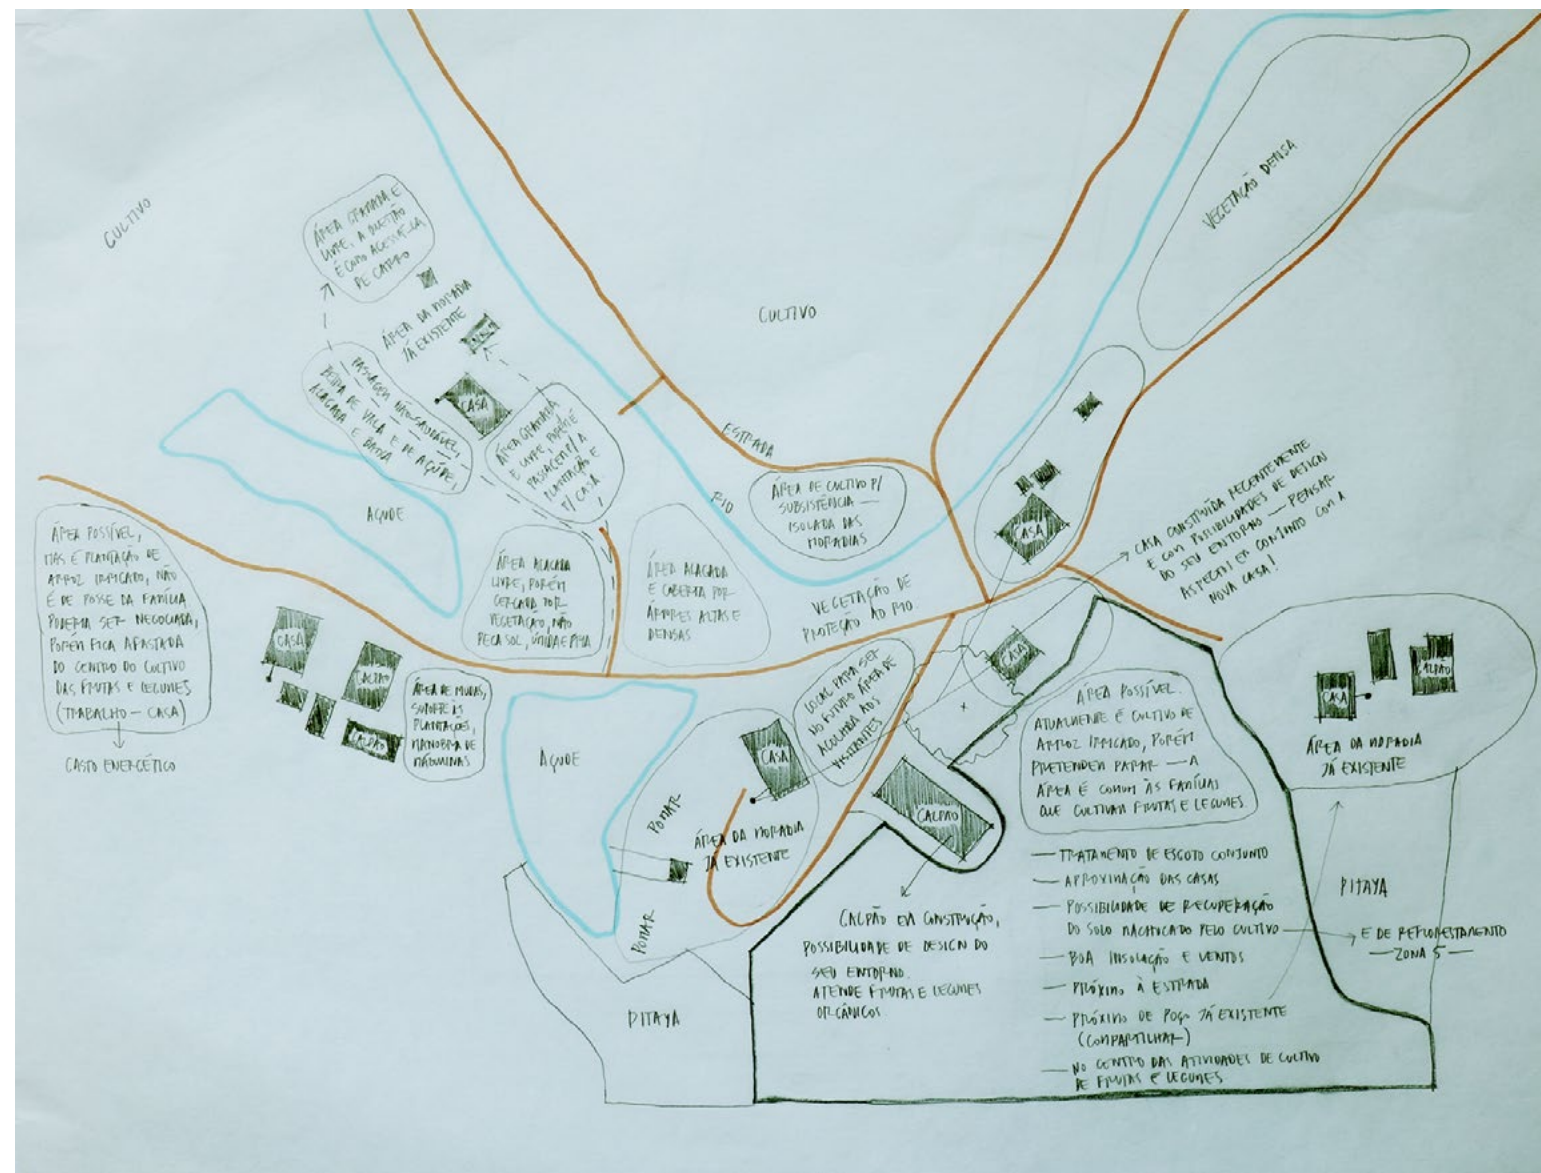 CULTIVO
ÁREA GRAMADA E
LIVRE, A QUESTÃO
É COMO ACESSÁ-LA
DE CARRO
ÁREA DA MORADIA
JÁ EXISTENTE
PASSAGEM NÃO-SAUDÁVEL,
BEIRA DE VALA E DE AÇUDE,
ALAGADA E BAIXA
CASA
ÁREA GRAMADA
E LIVRE, PORÉM É
PASSAGEM P/ A
PLANTAÇÃO E
P/ CASA
CULTIVO
VEGETAÇÃO DENSA
ESTRADA
RIO
ÁREA DE CULTIVO P/
SUBSISTÊNCIA —
ISOLADA DAS
MORADIAS
CASA
CASA CONSTRUÍDA RECENTEMENTE
E COM POSSIBILIDADES DE DESIGN
DO SEU ENTORNO — PENSAR
ASPECTOS EM CONJUNTO COM A
NOVA CASA!
AÇUDE
ÁREA POSSÍVEL,
MAS É PLANTAÇÃO DE
ARROZ IRRIGADO, NÃO
É DE POSSE DA FAMÍLIA
PODERIA SER NEGOCIADA,
PORÉM FICA AFASTADA
DO CENTRO DO CULTIVO
DAS FRUTAS E LEGUMES
(TRABALHO — CASA)
GASTO ENERGÉTICO
ÁREA ALAGADA
LIVRE, PORÉM
CERCADA POR
VEGETAÇÃO, NÃO
PEGA SOL, ÚMIDA E FRIA
ÁREA ALAGADA
E COBERTA POR
ÁRVORES ALTAS E
DENSAS
VEGETAÇÃO DE
PROTEÇÃO AO RIO
CASA
GALPÃO
GALPÃO
ÁREA DE MUDAS,
SUPORTE ÀS
PLANTAÇÕES,
MANOBRA DE
MÁQUINAS
AÇUDE
POMAR
CASA
ÁREA DA MORADIA
JÁ EXISTENTE
POMAR
LOCAL PARA SER
NO FUTURO ÁREA DE
ACOLHIDA AOS
VISITANTES
CASA
GALPÃO
ÁREA POSSÍVEL.
ATUALMENTE É CULTIVO DE
ARROZ IRRIGADO, PORÉM
PRETENDEM PARAR — A
ÁREA É COMUM ÀS FAMÍLIAS
QUE CULTIVAM FRUTAS E LEGUMES.
CASA
GALPÃO
ÁREA DA MORADIA
JÁ EXISTENTE
GALPÃO EM CONSTRUÇÃO,
POSSIBILIDADE DE DESIGN DO
SEU ENTORNO.
ATENDE FRUTAS E LEGUMES
ORGÂNICOS
— TRATAMENTO DE ESGOTO CONJUNTO
— APROXIMAÇÃO DAS CASAS
— POSSIBILIDADE DE RECUPERAÇÃO
DO SOLO MACHUCADO PELO CULTIVO
E DE REFLORESTAMENTO
— ZONA 5 —
— BOA INSOLAÇÃO E VENTOS
— PRÓXIMO À ESTRADA
— PRÓXIMO DE POÇO JÁ EXISTENTE
(COMPARTILHAR)
— NO CENTRO DAS ATIVIDADES DE CULTIVO
DE FRUTAS E LEGUMES
PITAYA
PITAYA